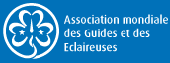 Association mondiale
des Guides et des
Eclaireuses